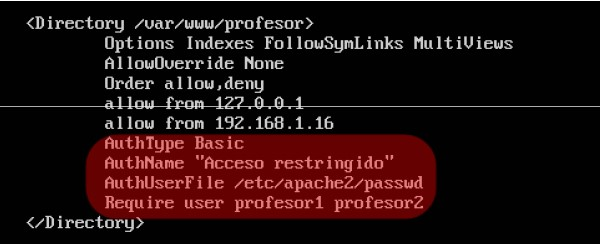 <Directory /var/www/profesor>
Options Indexes FollowSymLinks MultiViews
AllowOverride None
Order allow,deny
allow from 127.0.0.1
allow from 192.168.1.16
AuthType Basic
AuthName "Acceso restringido"
AuthUserFile /etc/apache2/passwd
Require user profesor1 profesor2
</Directory>